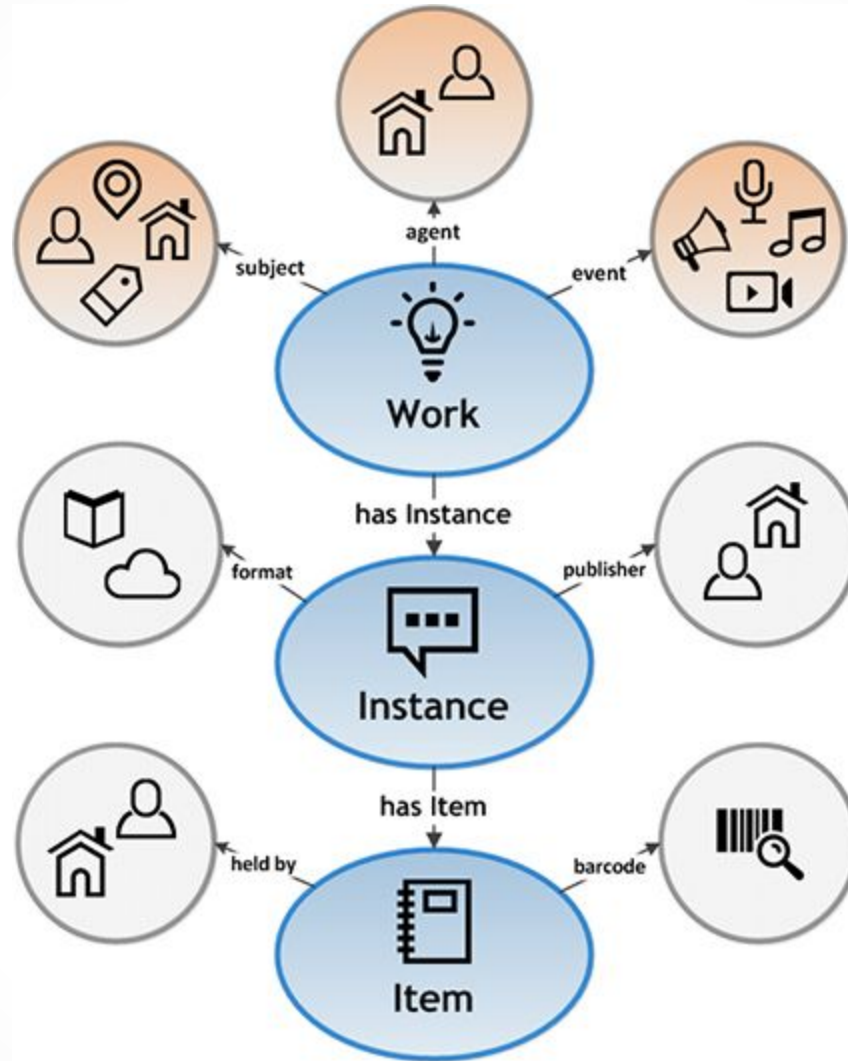 agent
subject
event
Work
has Instance
format
publisher
Instance
has Item
held by
barcode
Item